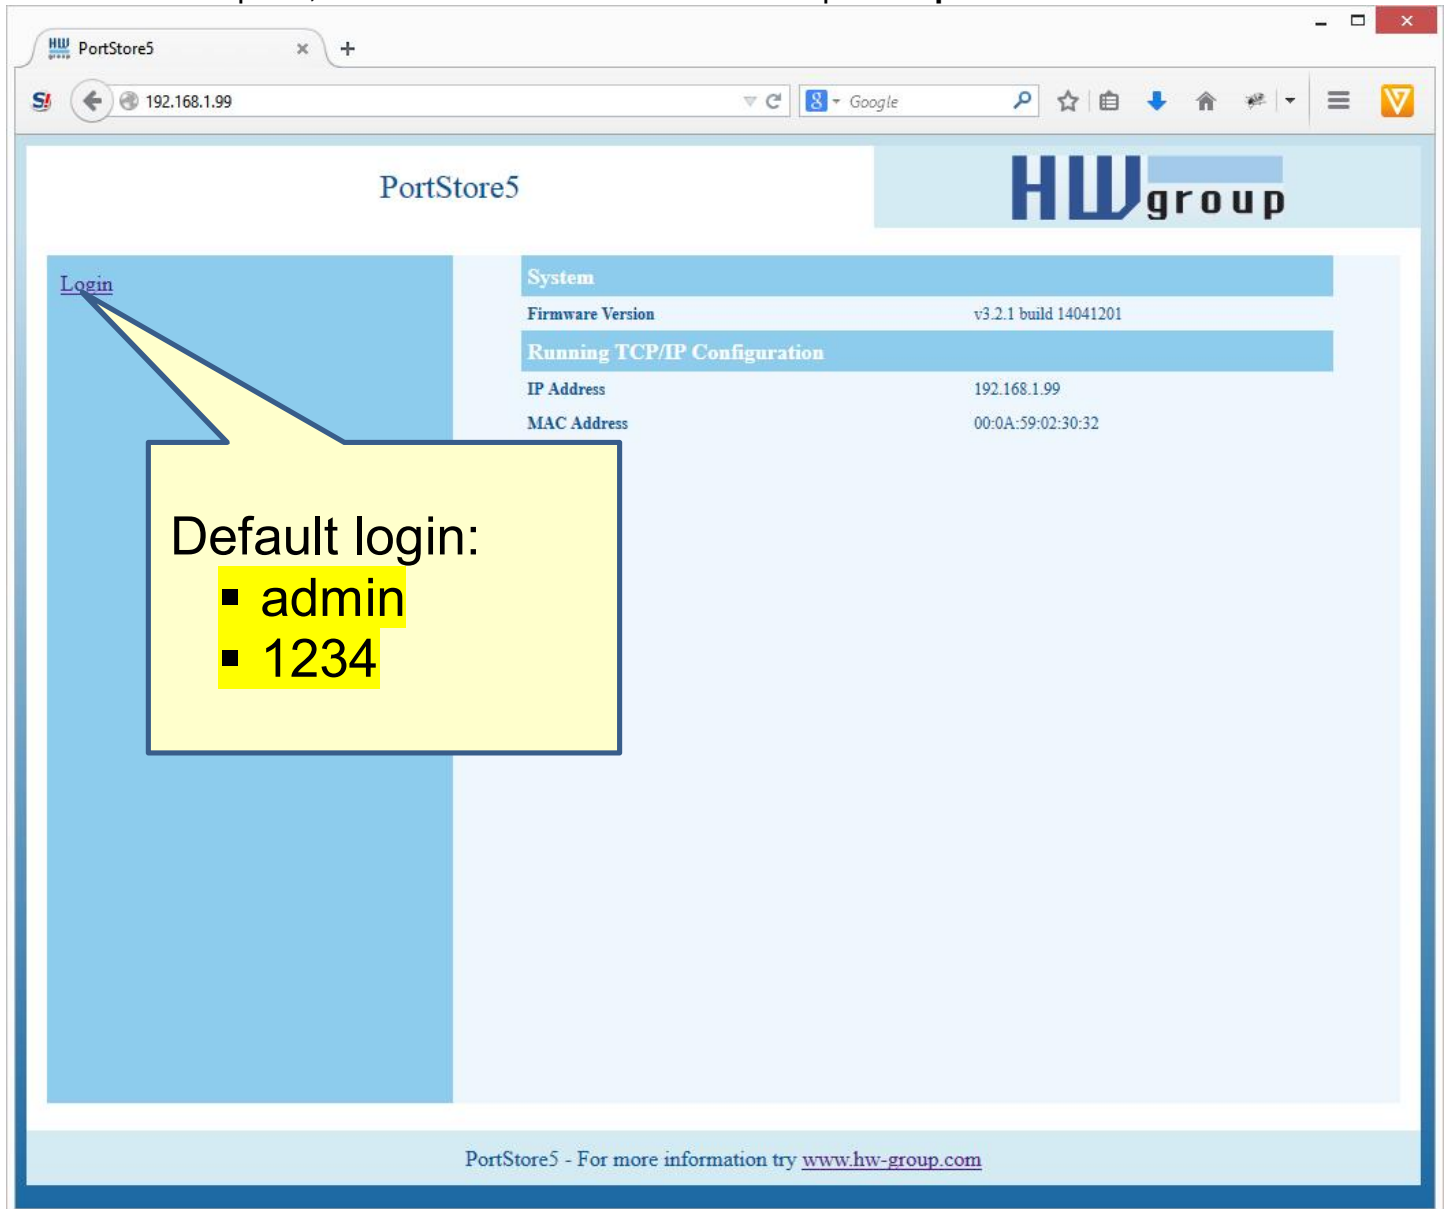 PortStore5
192.168.1.99
Google
PortStore5
HW group
Login
System
Firmware Version v3.2.1 build 14041201
Running TCP/IP Configuration
IP Address 192.168.1.99
MAC Address 00:0A:59:02:30:32
Default login:
▪ admin
▪ 1234
PortStore5 - For more information try www.hw-group.com